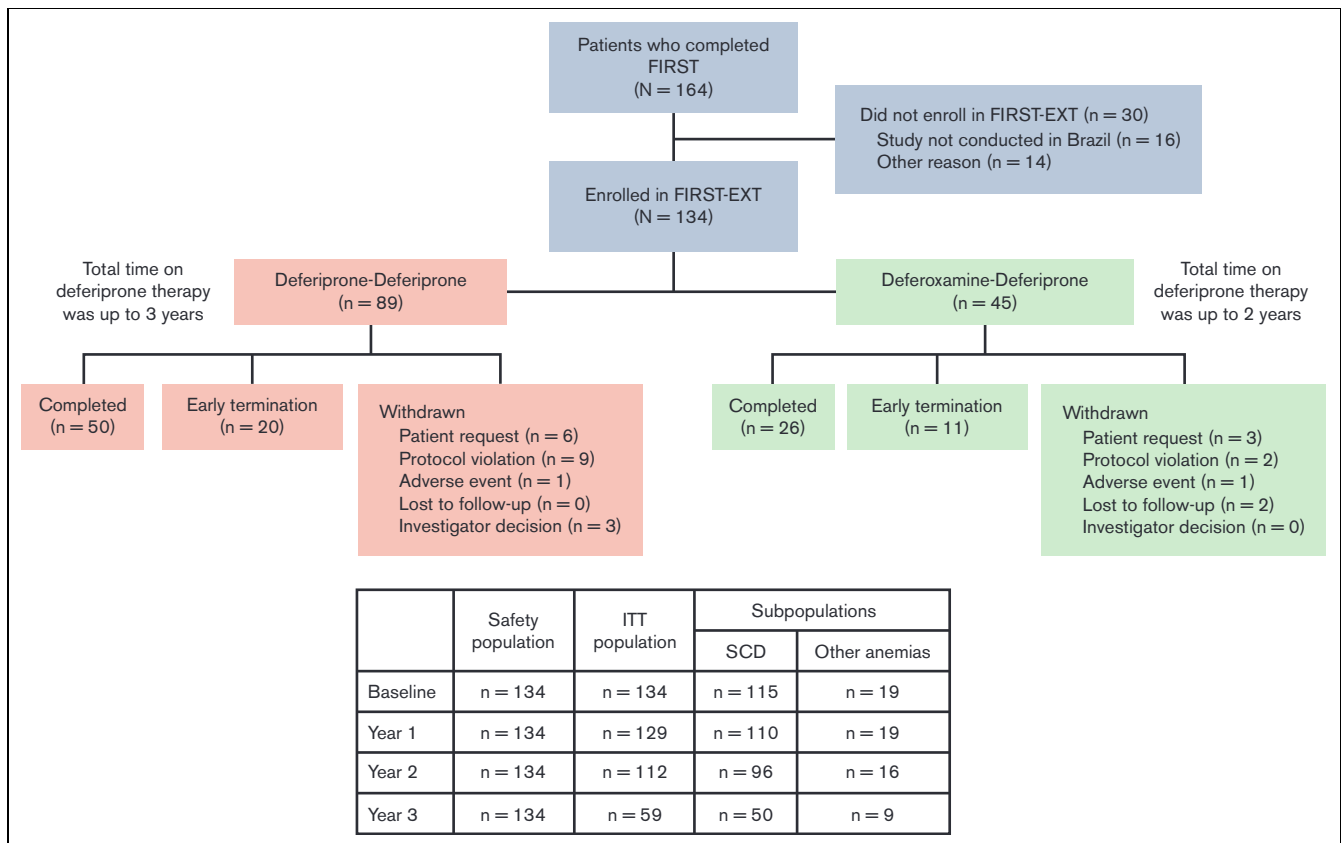 Patients who completed
FIRST
(N = 164)
Did not enroll in FIRST-EXT (n = 30)
Study not conducted in Brazil (n = 16)
Other reason (n = 14)
Enrolled in FIRST-EXT
(N = 134)
Total time on
deferiprone therapy
was up to 3 years
Deferiprone-Deferiprone
(n = 89)
Deferoxamine-Deferiprone
(n = 45)
Total time on
deferiprone therapy
was up to 2 years
Completed
(n = 50)
Early termination
(n = 20)
Withdrawn
Patient request (n = 6)
Protocol violation (n = 9)
Adverse event (n = 1)
Lost to follow-up (n = 0)
Investigator decision (n = 3)
Completed
(n = 26)
Early termination
(n = 11)
Withdrawn
Patient request (n = 3)
Protocol violation (n = 2)
Adverse event (n = 1)
Lost to follow-up (n = 2)
Investigator decision (n = 0)
Safety
population
ITT
population
Subpopulations
SCD Other anemias
Baseline n = 134 n = 134 n = 115 n = 19
Year 1 n = 134 n = 129 n = 110 n = 19
Year 2 n = 134 n = 112 n = 96 n = 16
Year 3 n = 134 n = 59 n = 50 n = 9